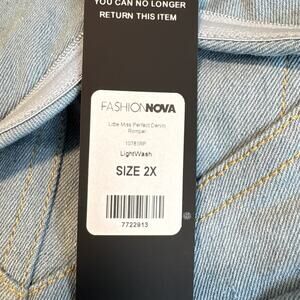 YOU CAN NO LONGER
RETURN THIS ITEM
FASHIONNOVA
Little Miss Perfect Denim
Romper
LightWash
SIZE 2X
7722913